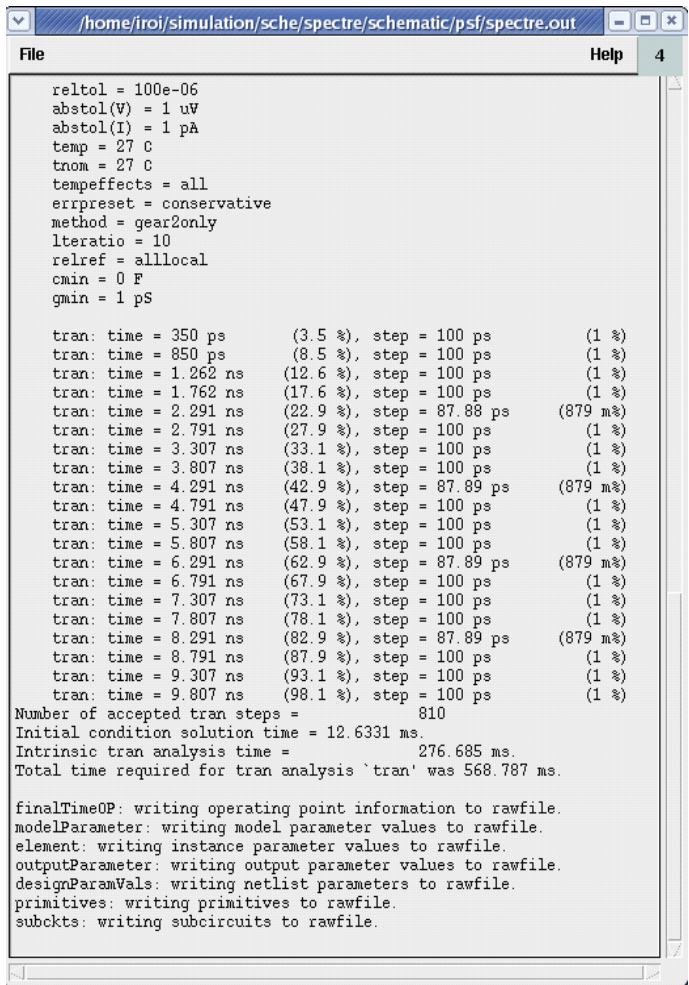 /home/iroi/simulation/sche/spectre/schematic/psf/spectre.out
File Help 4
reltol = 100e-06
abstol(V) = 1 uV
abstol(I) = 1 pA
temp = 27 C
tnom = 27 C
tempeffects = all
errpreset = conservative
method = gear2only
lteratio = 10
relref = alllocal
cmin = 0 F
gmin = 1 pS
tran: time = 350 ps (3.5 %), step = 100 ps (1 %)
tran: time = 850 ps (8.5 %), step = 100 ps (1 %)
tran: time = 1.262 ns (12.6 %), step = 100 ps (1 %)
tran: time = 1.762 ns (17.6 %), step = 100 ps (1 %)
tran: time = 2.291 ns (22.9 %), step = 87.88 ps (879 m%)
tran: time = 2.791 ns (27.9 %), step = 100 ps (1 %)
tran: time = 3.307 ns (33.1 %), step = 100 ps (1 %)
tran: time = 3.807 ns (38.1 %), step = 100 ps (1 %)
tran: time = 4.291 ns (42.9 %), step = 87.89 ps (879 m%)
tran: time = 4.791 ns (47.9 %), step = 100 ps (1 %)
tran: time = 5.307 ns (53.1 %), step = 100 ps (1 %)
tran: time = 5.807 ns (58.1 %), step = 100 ps (1 %)
tran: time = 6.291 ns (62.9 %), step = 87.89 ps (879 m%)
tran: time = 6.791 ns (67.9 %), step = 100 ps (1 %)
tran: time = 7.307 ns (73.1 %), step = 100 ps (1 %)
tran: time = 7.807 ns (78.1 %), step = 100 ps (1 %)
tran: time = 8.291 ns (82.9 %), step = 87.89 ps (879 m%)
tran: time = 8.791 ns (87.9 %), step = 100 ps (1 %)
tran: time = 9.307 ns (93.1 %), step = 100 ps (1 %)
tran: time = 9.807 ns (98.1 %), step = 100 ps (1 %)
Number of accepted tran steps = 810
Initial condition solution time = 12.6331 ms.
Intrinsic tran analysis time = 276.685 ms.
Total time required for tran analysis `tran' was 568.787 ms.
finalTimeOP: writing operating point information to rawfile.
modelParameter: writing model parameter values to rawfile.
element: writing instance parameter values to rawfile.
outputParameter: writing output parameter values to rawfile.
designParamVals: writing netlist parameters to rawfile.
primitives: writing primitives to rawfile.
subckts: writing subcircuits to rawfile.